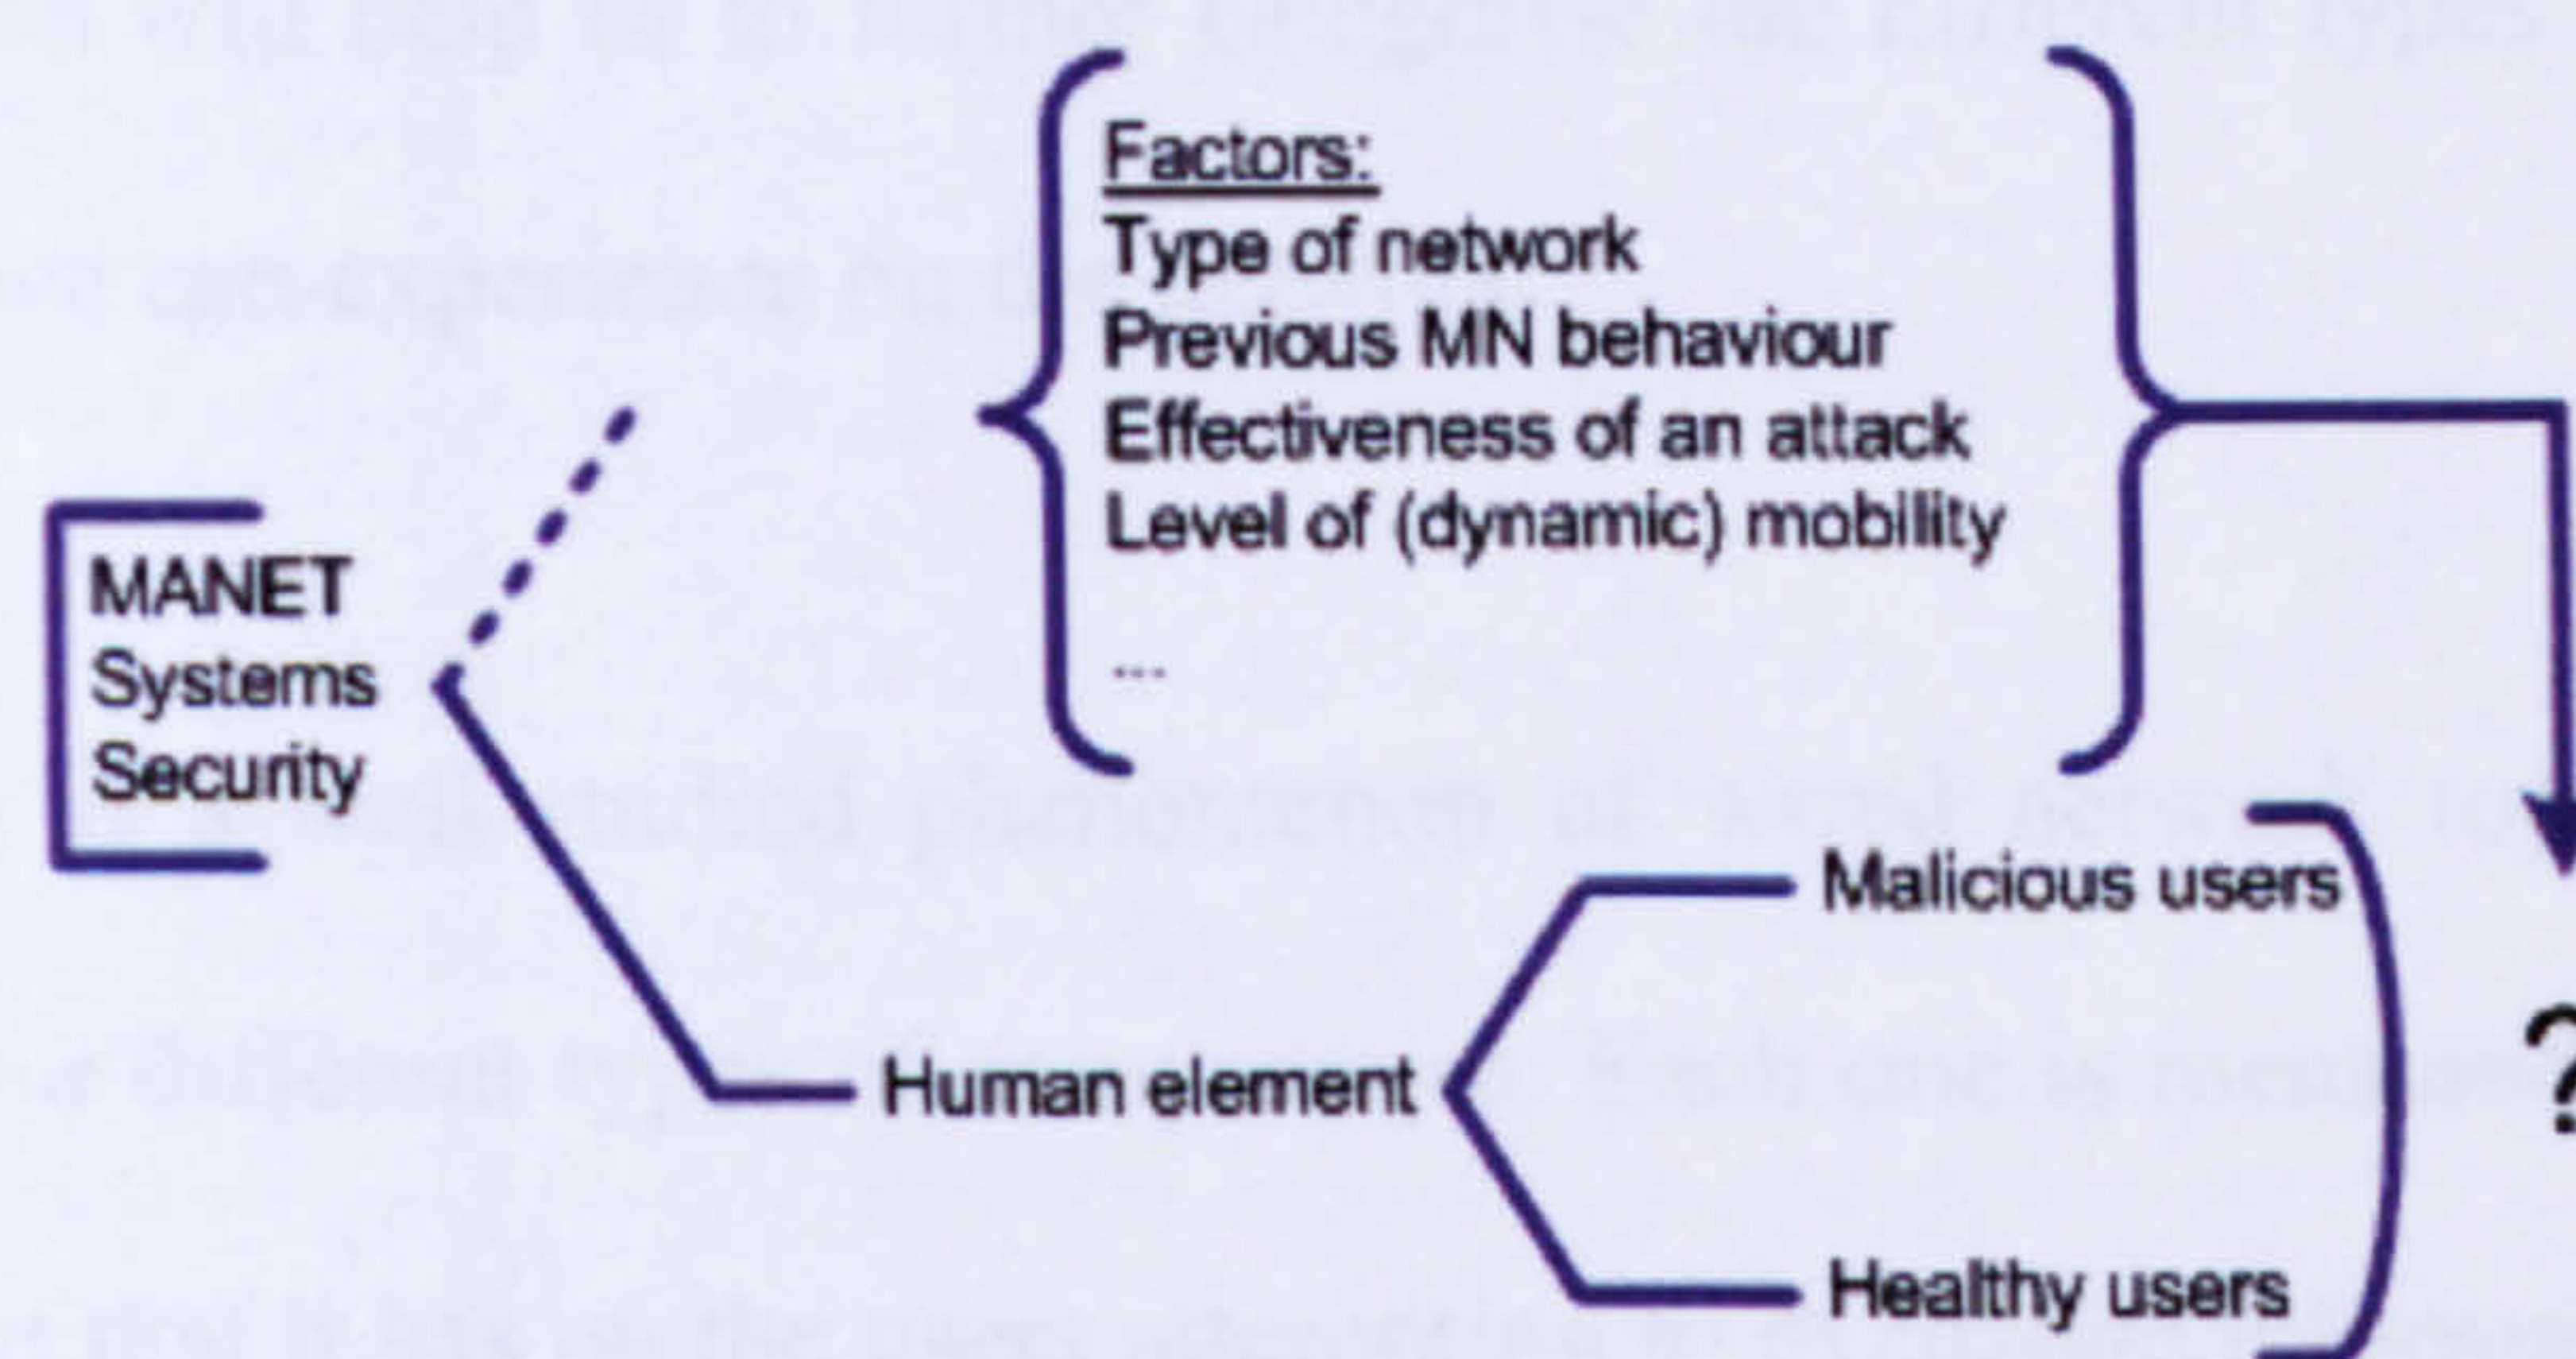 Factors:
Type of network
Previous MN behaviour
Effectiveness of an attack
Level of (dynamic) mobility
...
MANET
Systems
Security
Malicious users
?
Human element
Healthy users